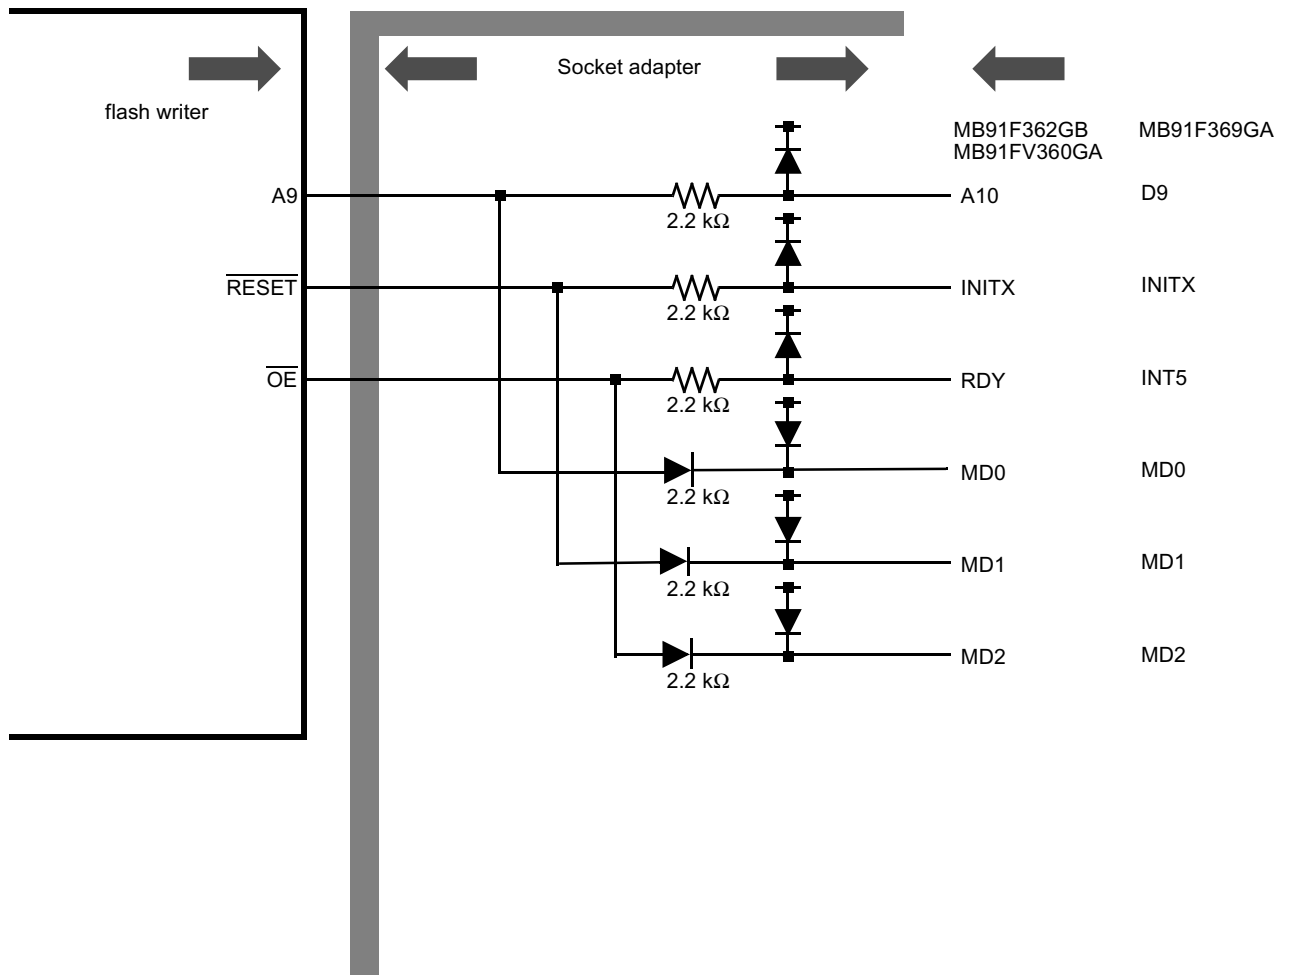 Socket adapter
flash writer
MB91F362GB MB91F369GA
MB91FV360GA
A9 A10 D9
2.2 kΩ
RESET INITX INITX
2.2 kΩ
OE RDY INT5
2.2 kΩ
MD0 MD0
2.2 kΩ
MD1 MD1
2.2 kΩ
MD2 MD2
2.2 kΩ